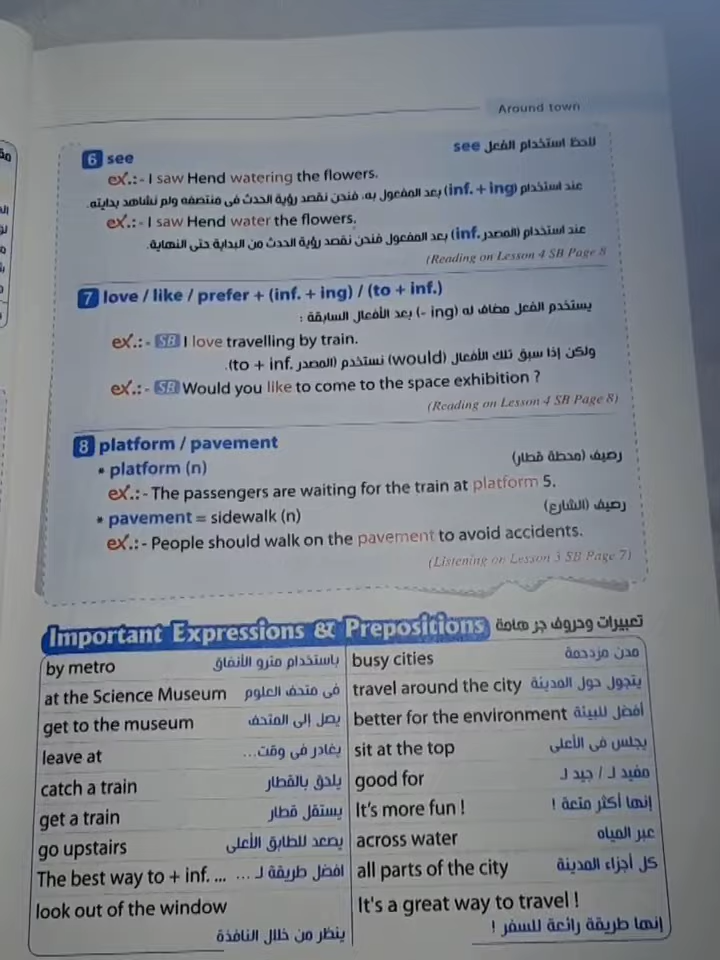 Around town
6 see لاحظ استخدام الفعل see
ex.:- I saw Hend watering the flowers.
عند استخدام (inf. + ing) بعد المفعول به، فنحن نقصد رؤية الحدث فى منتصفه ولم نشاهد بدايته.
ex.:- I saw Hend water the flowers.
عند استخدام (المصدر inf.) بعد المفعول فنحن نقصد رؤية الحدث من البداية حتى النهاية.
(Reading on Lesson 4 SB Page 8
7 love / like / prefer + (inf. + ing) / (to + inf.)
يستخدم الفعل مضاف له (ing -) بعد الأفعال السابقة :
ex.:- SB I love travelling by train.
ولكن إذا سبق تلك الأفعال (would) نستخدم (المصدر to + inf.).
ex.:- SB Would you like to come to the space exhibition ?
(Reading on Lesson 4 SB Page 8)
8 platform / pavement
• platform (n) رصيف (محطة قطار)
ex.:- The passengers are waiting for the train at platform 5.
• pavement = sidewalk (n) رصيف (الشارع)
ex.:- People should walk on the pavement to avoid accidents.
(Listening on Lesson 3 SB Page 7)
Important Expressions & Prepositions تعبيرات وحروف جر هامة
by metro باستخدام مترو الأنفاق busy cities مدن مزدحمة
at the Science Museum فى متحف العلوم travel around the city يتجول حول المدينة
get to the museum يصل إلى المتحف better for the environment أفضل للبيئة
leave at يغادر فى وقت... sit at the top يجلس فى الأعلى
catch a train يلحق بالقطار good for مفيد لـ / جيد لـ
get a train يستقل قطار It's more fun ! إنها أكثر متعة !
go upstairs يصعد للطابق الأعلى across water عبر المياه
The best way to + inf. ... افضل طريقة لـ ... all parts of the city كل أجزاء المدينة
look out of the window It's a great way to travel !
ينظر من خلال النافذة إنها طريقة رائعة للسفر !